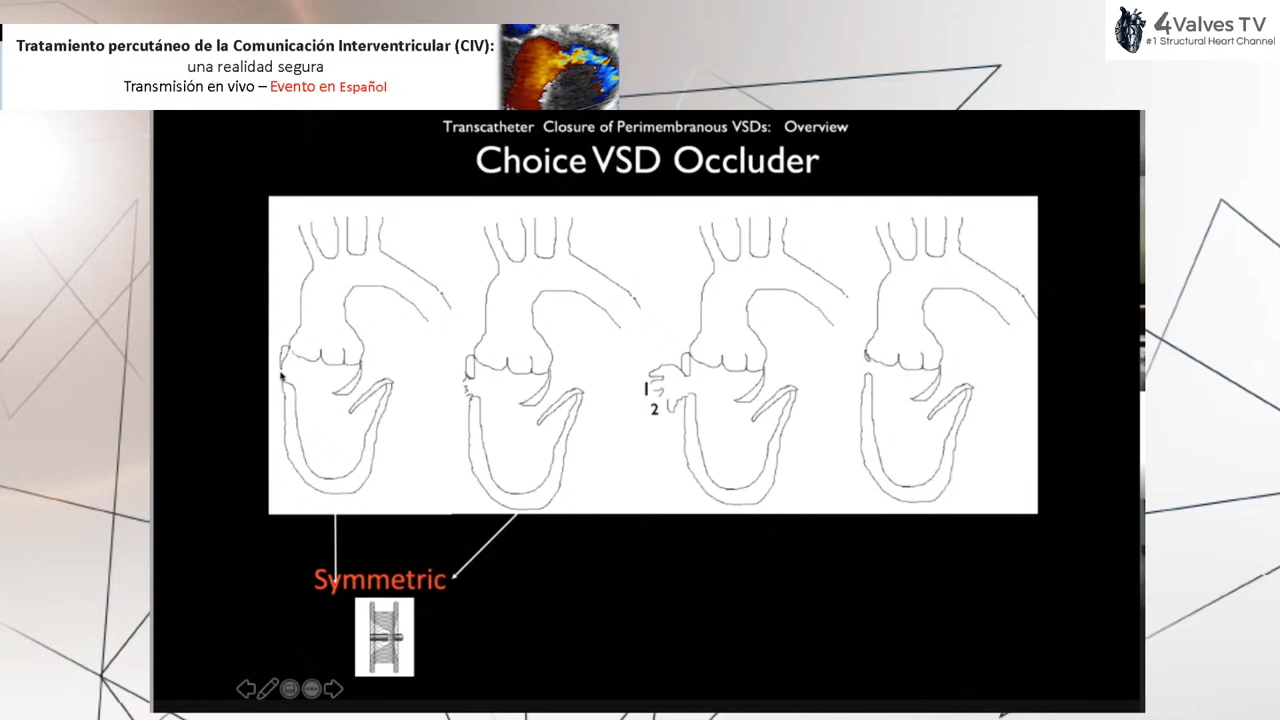 Tratamiento percutáneo de la Comunicación Interventricular (CIV):
una realidad segura
Transmisión en vivo – Evento en Español
4Valves TV
#1 Structural Heart Channel
Transcatheter Closure of Perimembranous VSDs: Overview
Choice VSD Occluder
1
2
Symmetric